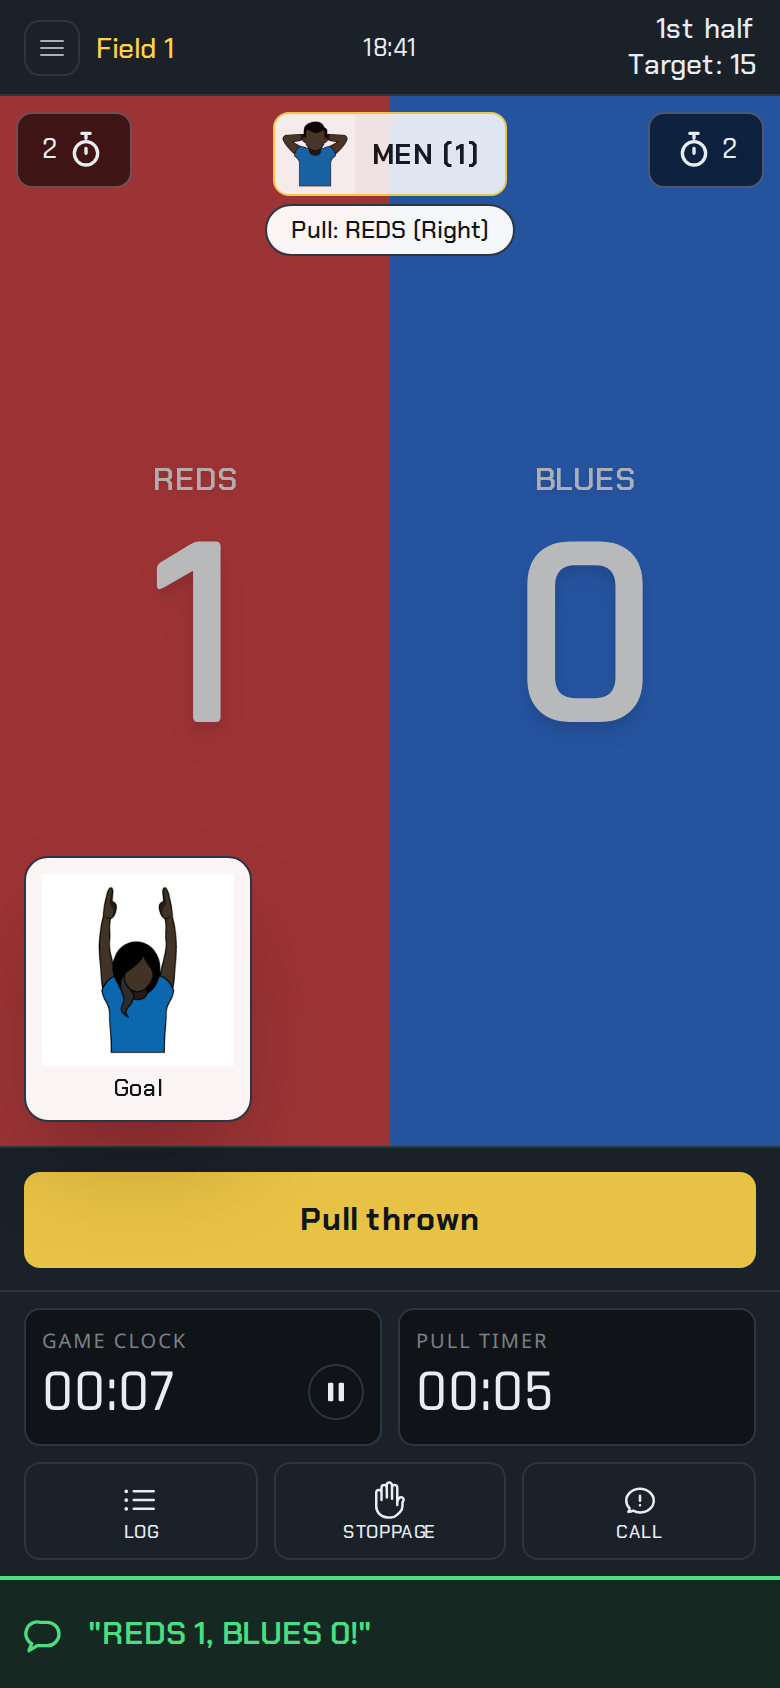 Field 1
18:41
1st half
Target: 15
2
MEN (1)
2
Pull: REDS (Right)
REDS
BLUES
1
0
Goal
Pull thrown
GAME CLOCK
00:07
PULL TIMER
00:05
LOG
STOPPAGE
CALL
"REDS 1, BLUES 0!"